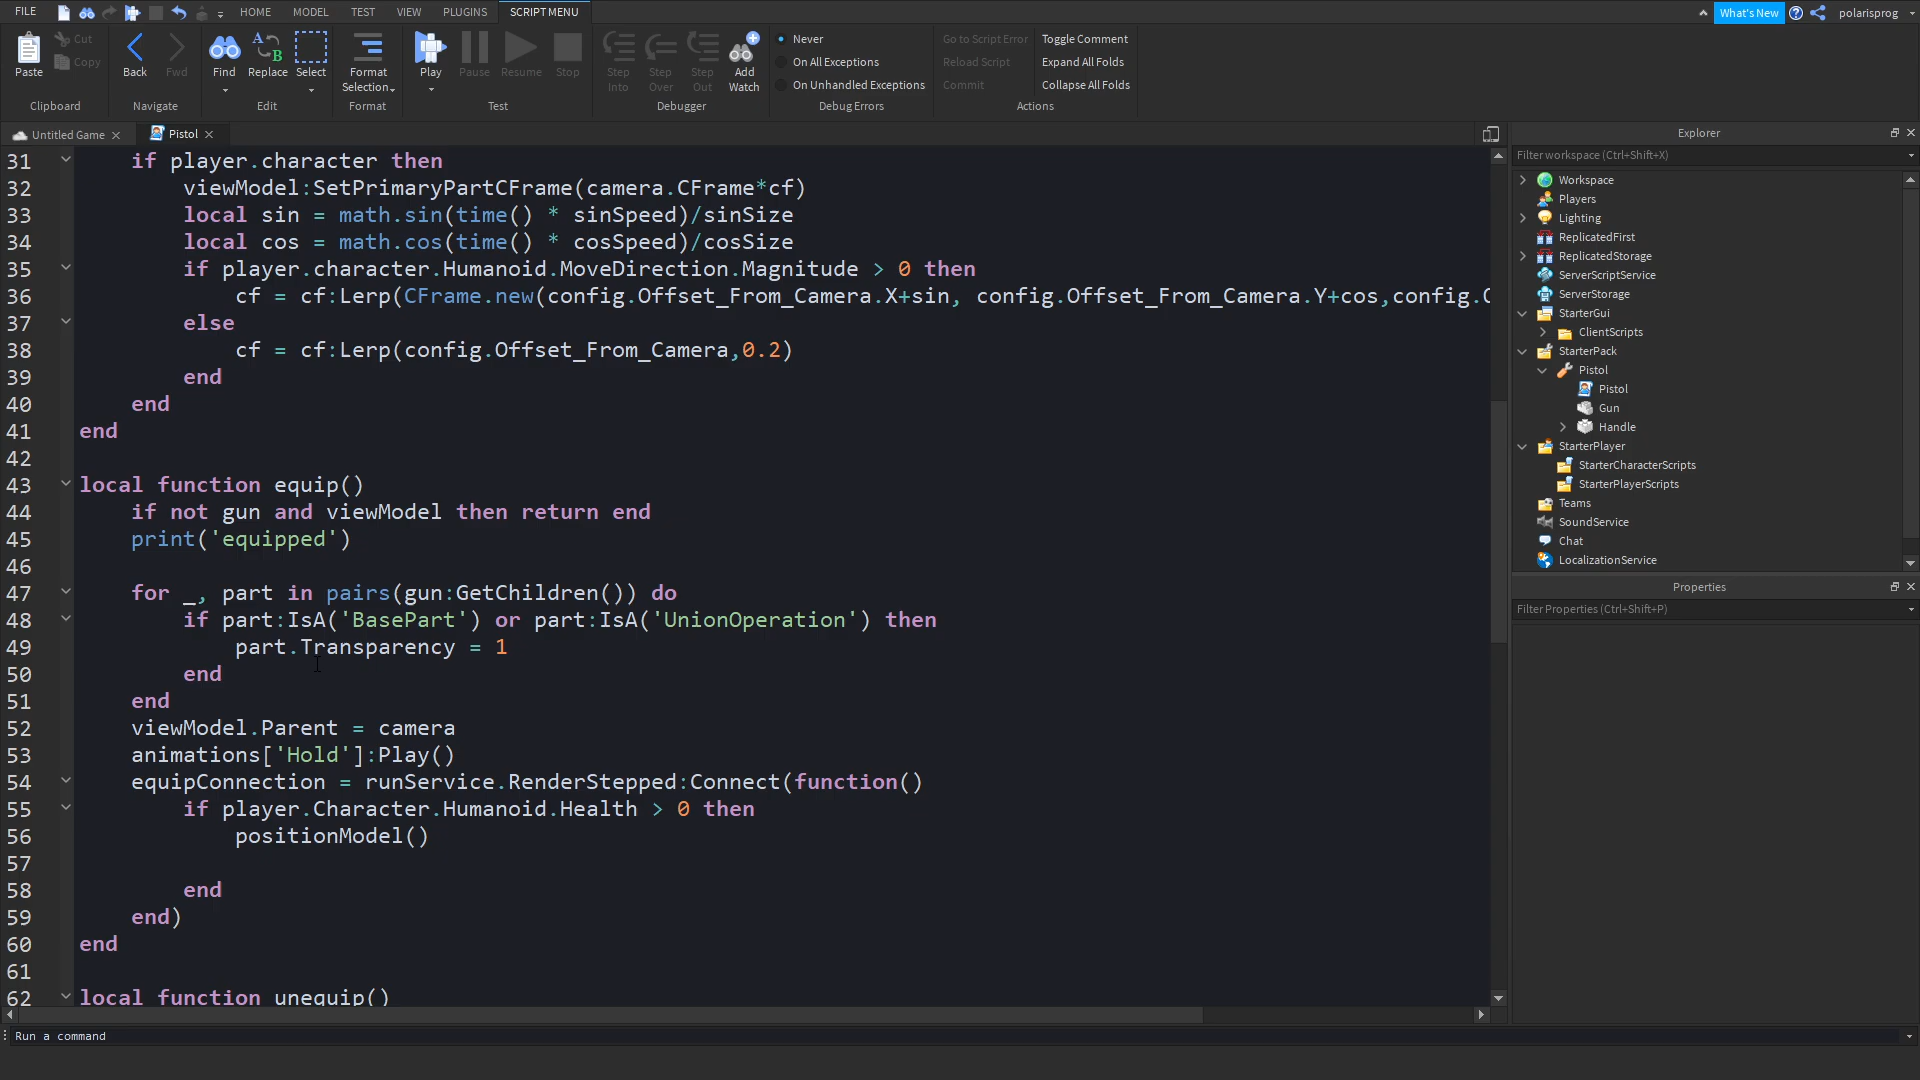 FILE HOME MODEL TEST VIEW PLUGINS SCRIPT MENU What's New polarisprog
Paste Cut Copy Clipboard
Back Fwd Navigate
Find Replace Select Edit
Format Selection Format
Play Pause Resume Stop Test
Step Into Step Over Step Out Add Watch Debugger
Never
On All Exceptions
On Unhandled Exceptions
Debug Errors
Go to Script Error Toggle Comment
Reload Script Expand All Folds
Commit Collapse All Folds
Actions
Untitled Game Pistol
31 if player.character then
32 viewModel:SetPrimaryPartCFrame(camera.CFrame*cf)
33 local sin = math.sin(time() * sinSpeed)/sinSize
34 local cos = math.cos(time() * cosSpeed)/cosSize
35 if player.character.Humanoid.MoveDirection.Magnitude > 0 then
36 cf = cf:Lerp(CFrame.new(config.Offset_From_Camera.X+sin, config.Offset_From_Camera.Y+cos,config.
37 else
38 cf = cf:Lerp(config.Offset_From_Camera,0.2)
39 end
40 end
41 end
42
43 local function equip()
44 if not gun and viewModel then return end
45 print('equipped')
46
47 for _, part in pairs(gun:GetChildren()) do
48 if part:IsA('BasePart') or part:IsA('UnionOperation') then
49 part.Transparency = 1
50 end
51 end
52 viewModel.Parent = camera
53 animations['Hold']:Play()
54 equipConnection = runService.RenderStepped:Connect(function()
55 if player.Character.Humanoid.Health > 0 then
56 positionModel()
57
58 end
59 end)
60 end
61
62 local function unequip()
Run a command
Explorer
Filter workspace (Ctrl+Shift+X)
Workspace
Players
Lighting
ReplicatedFirst
ReplicatedStorage
ServerScriptService
ServerStorage
StarterGui
ClientScripts
StarterPack
Pistol
Pistol
Gun
Handle
StarterPlayer
StarterCharacterScripts
StarterPlayerScripts
Teams
SoundService
Chat
LocalizationService
Properties
Filter Properties (Ctrl+Shift+P)